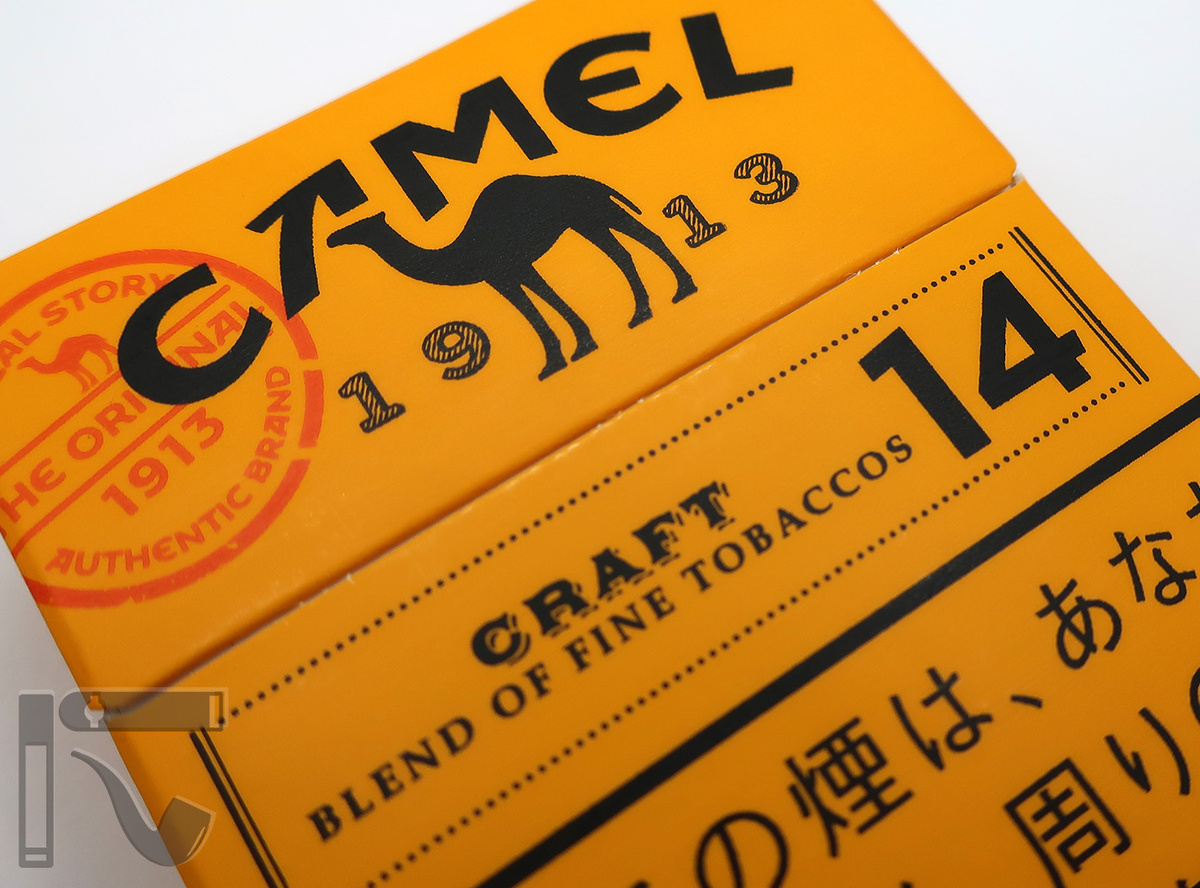 CAMEL
1913
STORY
ORIGINAL
1913
AUTHENTIC BRAND
14
CRAFT
BLEND OF FINE TOBACCOS
の煙は、あな
周り